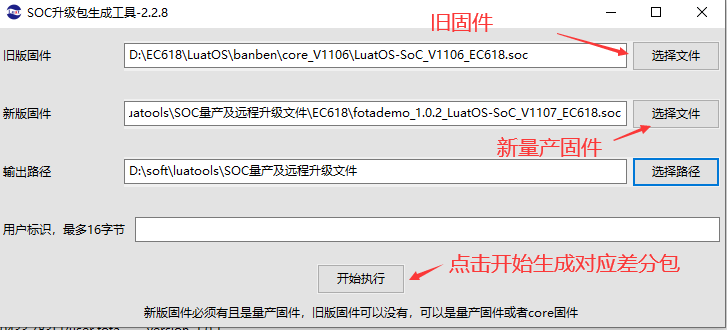 SOC升级包生成工具-2.2.8
旧固件
旧版固件 D:\EC618\LuatOS\banben\core_V1106\LuatOS-SoC_V1106_EC618.soc 选择文件
新版固件 uatools\SOC量产及远程升级文件\EC618\fotademo_1.0.2_LuatOS-SoC_V1107_EC618.soc 选择文件
新量产固件
输出路径 D:\soft\luatools\SOC量产及远程升级文件 选择路径
用户标识，最多16字节
开始执行 点击开始生成对应差分包
新版固件必须有且是量产固件，旧版固件可以没有，可以是量产固件或者core固件